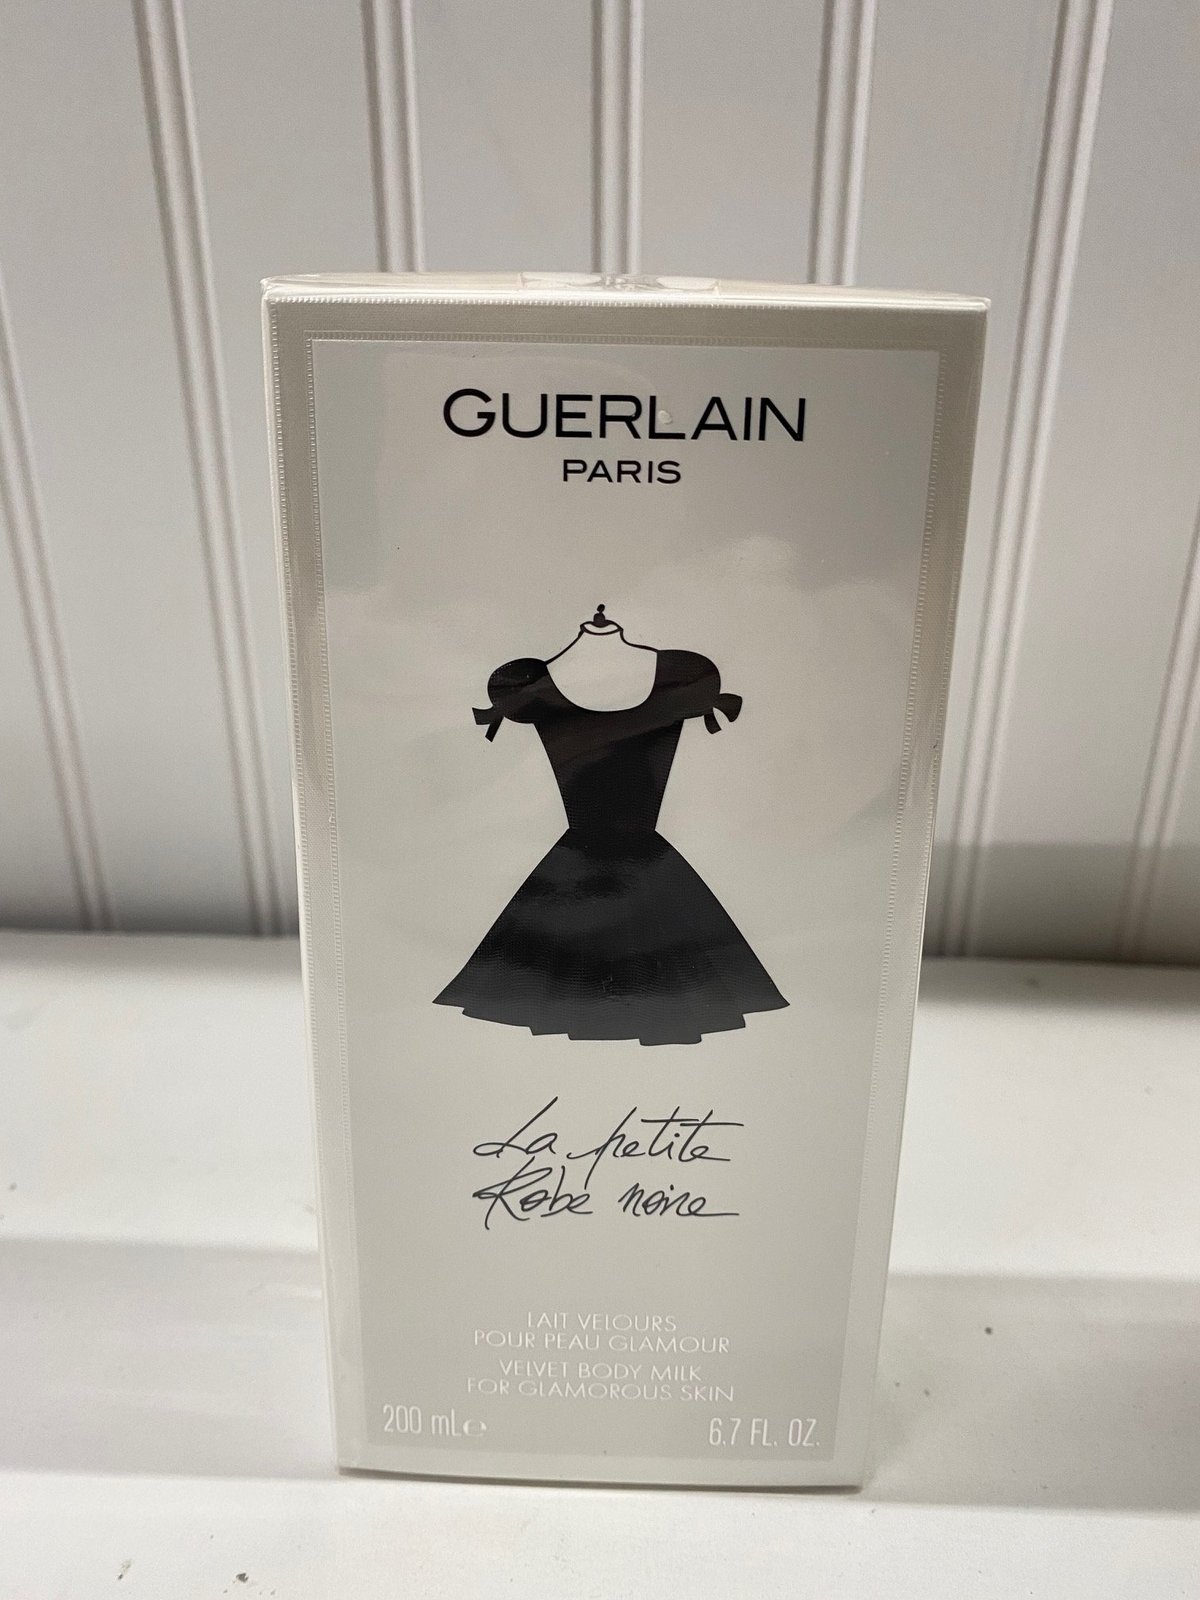 GUERLAIN
PARIS
La petite
Robe noire
LAIT VELOURS
POUR PEAU GLAMOUR
VELVET BODY MILK
FOR GLAMOROUS SKIN
200 mL ℮
6.7 FL. OZ.